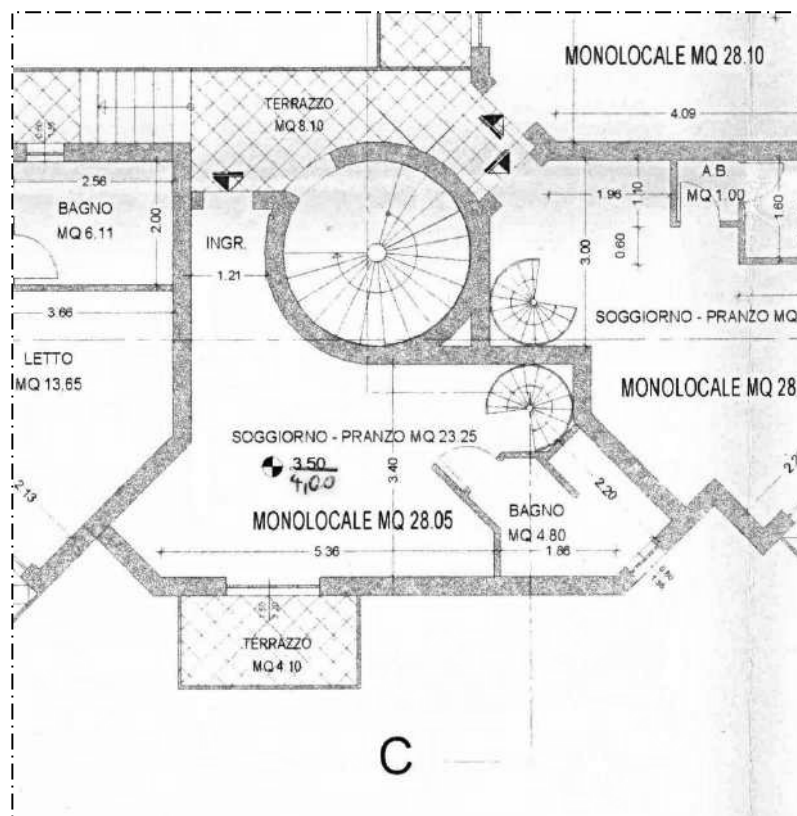 MONOLOCALE MQ 28.10
TERRAZZO
MQ 8.10
4.09
2.56
BAGNO
MQ 6.11
2.00
INGR.
1.21
1.96
1.10
A.B.
MQ 1.00
1.60
3.00
0.60
3.66
LETTO
MQ 13.65
SOGGIORNO - PRANZO MQ
MONOLOCALE MQ 28
SOGGIORNO - PRANZO MQ 23.25
3.50
4,00
3.40
2.13
2.20
BAGNO
MQ 4.80
MONOLOCALE MQ 28.05
5.36
1.86
TERRAZZO
MQ 4.10
C